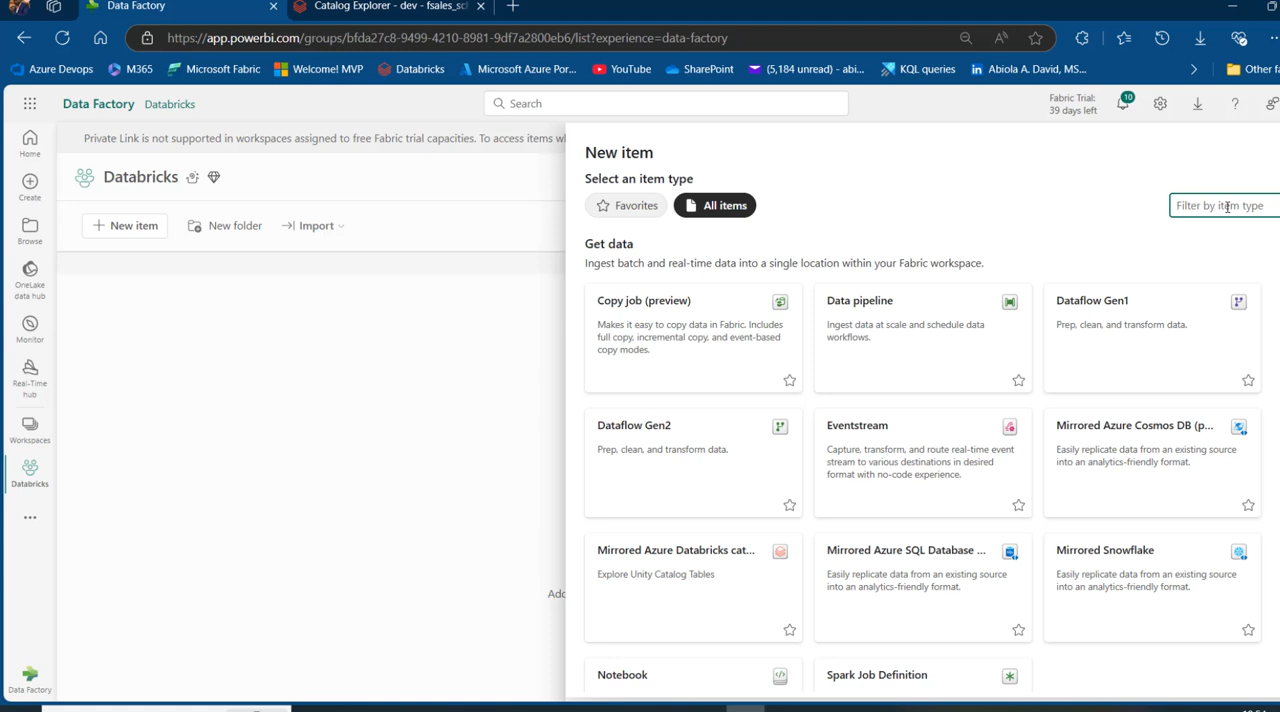 Data Factory
Catalog Explorer - dev - fsales_sch
https://app.powerbi.com/groups/bfda27c8-9499-4210-8981-9df7a2800eb6/list?experience=data-factory
Azure Devops
M365
Microsoft Fabric
Welcome! MVP
Databricks
Microsoft Azure Por...
YouTube
SharePoint
(5,184 unread) - abi...
KQL queries
Abiola A. David, MS...
Other fa
Data Factory
Databricks
Search
Fabric Trial:
39 days left
10
Home
Create
Browse
OneLake
data hub
Monitor
Real-Time
hub
Workspaces
Databricks
Data Factory
Private Link is not supported in workspaces assigned to free Fabric trial capacities. To access items wh
Databricks
New item
New folder
Import
Add
New item
Select an item type
Favorites
All items
Filter by item type
Get data
Ingest batch and real-time data into a single location within your Fabric workspace.
Copy job (preview)
Makes it easy to copy data in Fabric. Includes
full copy, incremental copy, and event-based
copy modes.
Data pipeline
Ingest data at scale and schedule data
workflows.
Dataflow Gen1
Prep, clean, and transform data.
Dataflow Gen2
Prep, clean, and transform data.
Eventstream
Capture, transform, and route real-time event
stream to various destinations in desired
format with no-code experience.
Mirrored Azure Cosmos DB (p...
Easily replicate data from an existing source
into an analytics-friendly format.
Mirrored Azure Databricks cat...
Explore Unity Catalog Tables
Mirrored Azure SQL Database ...
Easily replicate data from an existing source
into an analytics-friendly format.
Mirrored Snowflake
Easily replicate data from an existing source
into an analytics-friendly format.
Notebook
Spark Job Definition